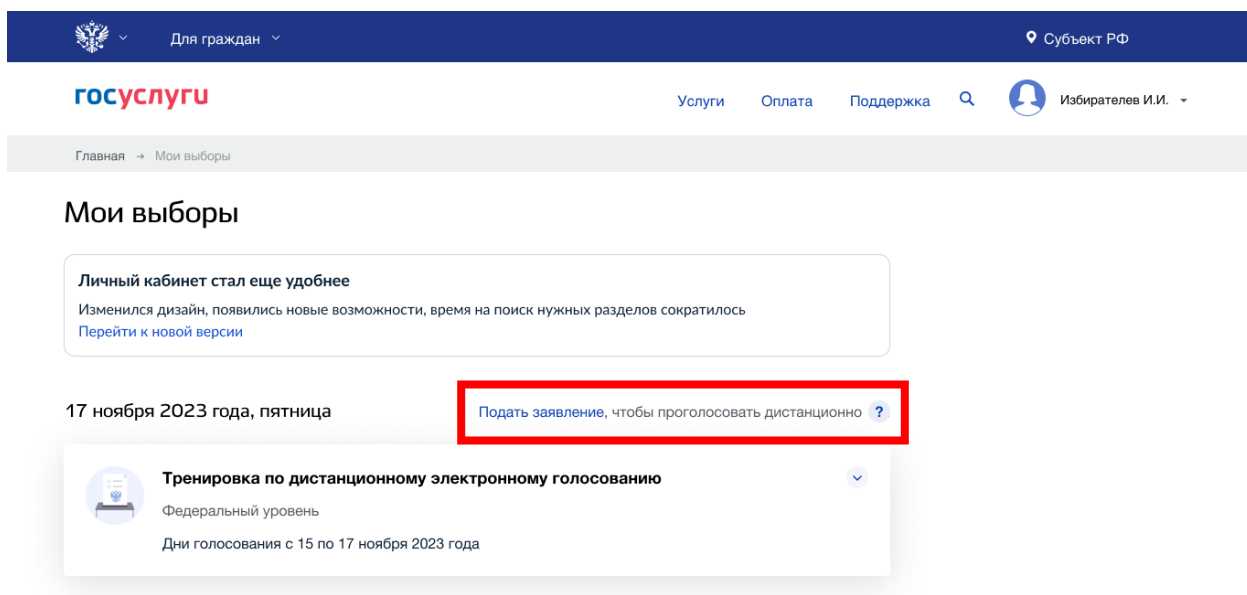 Для граждан
Субъект РФ
госуслуги
Услуги Оплата Поддержка
Избирателев И.И.
Главная → Мои выборы
Мои выборы
Личный кабинет стал еще удобнее
Изменился дизайн, появились новые возможности, время на поиск нужных разделов сократилось
Перейти к новой версии
17 ноября 2023 года, пятница
Подать заявление, чтобы проголосовать дистанционно ?
Тренировка по дистанционному электронному голосованию
Федеральный уровень
Дни голосования с 15 по 17 ноября 2023 года